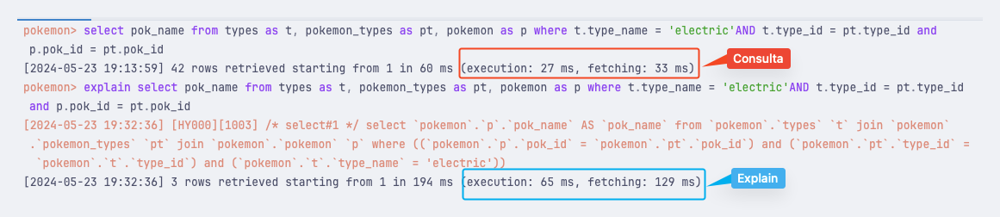 pokemon> select pok_name from types as t, pokemon_types as pt, pokemon as p where t.type_name = 'electric'AND t.type_id = pt.type_id and
p.pok_id = pt.pok_id
[2024-05-23 19:13:59] 42 rows retrieved starting from 1 in 60 ms (execution: 27 ms, fetching: 33 ms)
Consulta
pokemon> explain select pok_name from types as t, pokemon_types as pt, pokemon as p where t.type_name = 'electric'AND t.type_id = pt.type_id
and p.pok_id = pt.pok_id
[2024-05-23 19:32:36] [HY000][1003] /* select#1 */ select `pokemon`.`p`.`pok_name` AS `pok_name` from `pokemon`.`types` `t` join `pokemon`
.`pokemon_types` `pt` join `pokemon`.`pokemon` `p` where ((`pokemon`.`p`.`pok_id` = `pokemon`.`pt`.`pok_id`) and (`pokemon`.`pt`.`type_id` =
`pokemon`.`t`.`type_id`) and (`pokemon`.`t`.`type_name` = 'electric'))
[2024-05-23 19:32:36] 3 rows retrieved starting from 1 in 194 ms (execution: 65 ms, fetching: 129 ms)
Explain